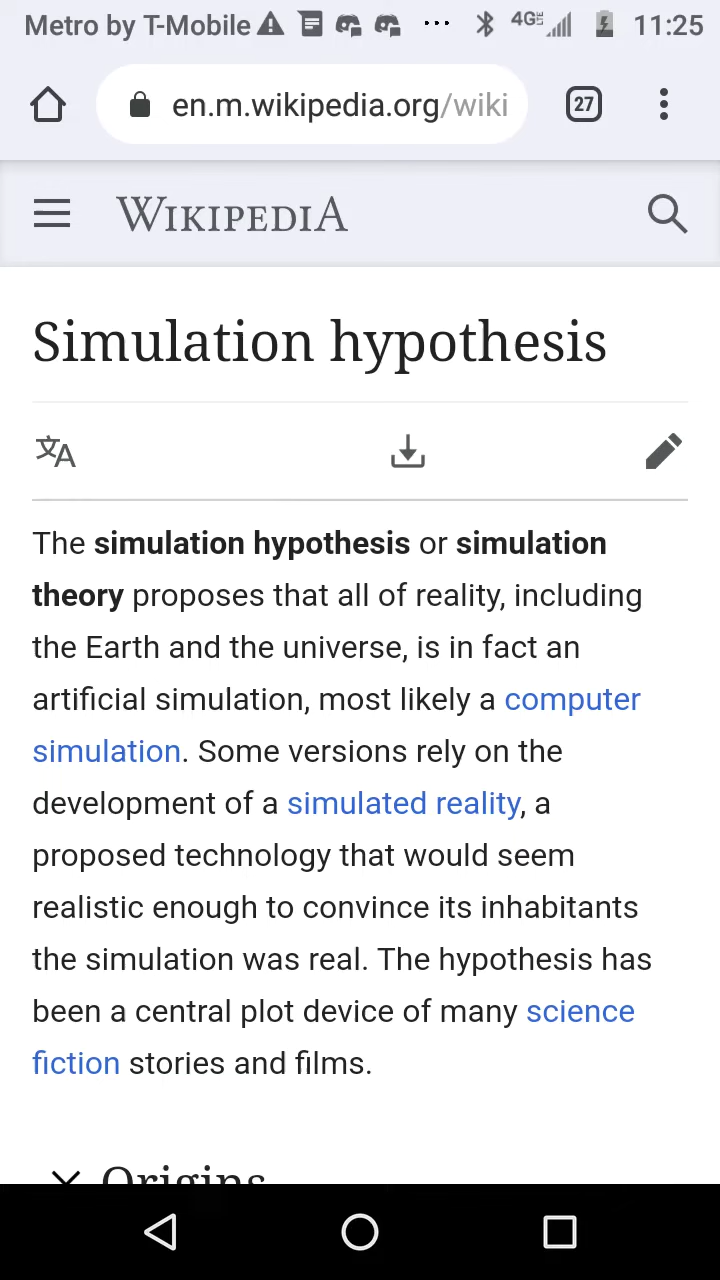 Metro by T-Mobile ... 4G LTE 11:25
en.m.wikipedia.org/wiki 27
WIKIPEDIA
Simulation hypothesis
文A
The simulation hypothesis or simulation
theory proposes that all of reality, including
the Earth and the universe, is in fact an
artificial simulation, most likely a computer
simulation. Some versions rely on the
development of a simulated reality, a
proposed technology that would seem
realistic enough to convince its inhabitants
the simulation was real. The hypothesis has
been a central plot device of many science
fiction stories and films.
Origins